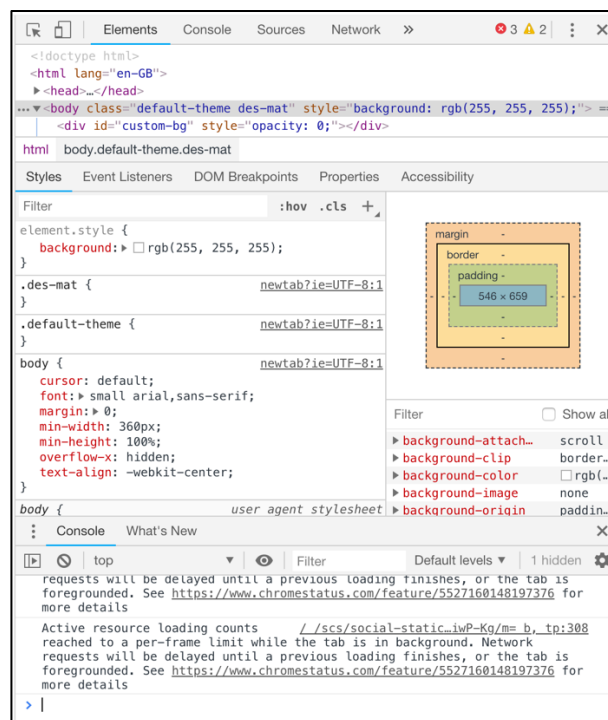 Elements Console Sources Network » 3 2
<!doctype html>
<html lang="en-GB">
<head>…</head>
… <body class="default-theme des-mat" style="background: rgb(255, 255, 255);"> ==
<div id="custom-bg" style="opacity: 0;"></div>
html body.default-theme.des-mat
Styles Event Listeners DOM Breakpoints Properties Accessibility
Filter :hov .cls +
element.style {
background: rgb(255, 255, 255);
}
.des-mat { newtab?ie=UTF-8:1
}
.default-theme { newtab?ie=UTF-8:1
}
body { newtab?ie=UTF-8:1
cursor: default;
font: small arial,sans-serif;
margin: 0;
min-width: 360px;
min-height: 100%;
overflow-x: hidden;
text-align: -webkit-center;
}
body { user agent stylesheet
margin -
border -
padding -
- - - 546 × 659 - - -
-
-
-
Filter Show al
background-attach… scroll
background-clip border…
background-color rgb(…
background-image none
background-origin paddin…
Console What's New
top Filter Default levels ▼ 1 hidden
requests will be delayed until a previous loading finishes, or the tab is
foregrounded. See https://www.chromestatus.com/feature/5527160148197376 for
more details
Active resource loading counts / /scs/social-static…iwP-Kg/m= b, tp:308
reached to a per-frame limit while the tab is in background. Network
requests will be delayed until a previous loading finishes, or the tab is
foregrounded. See https://www.chromestatus.com/feature/5527160148197376 for
more details
>